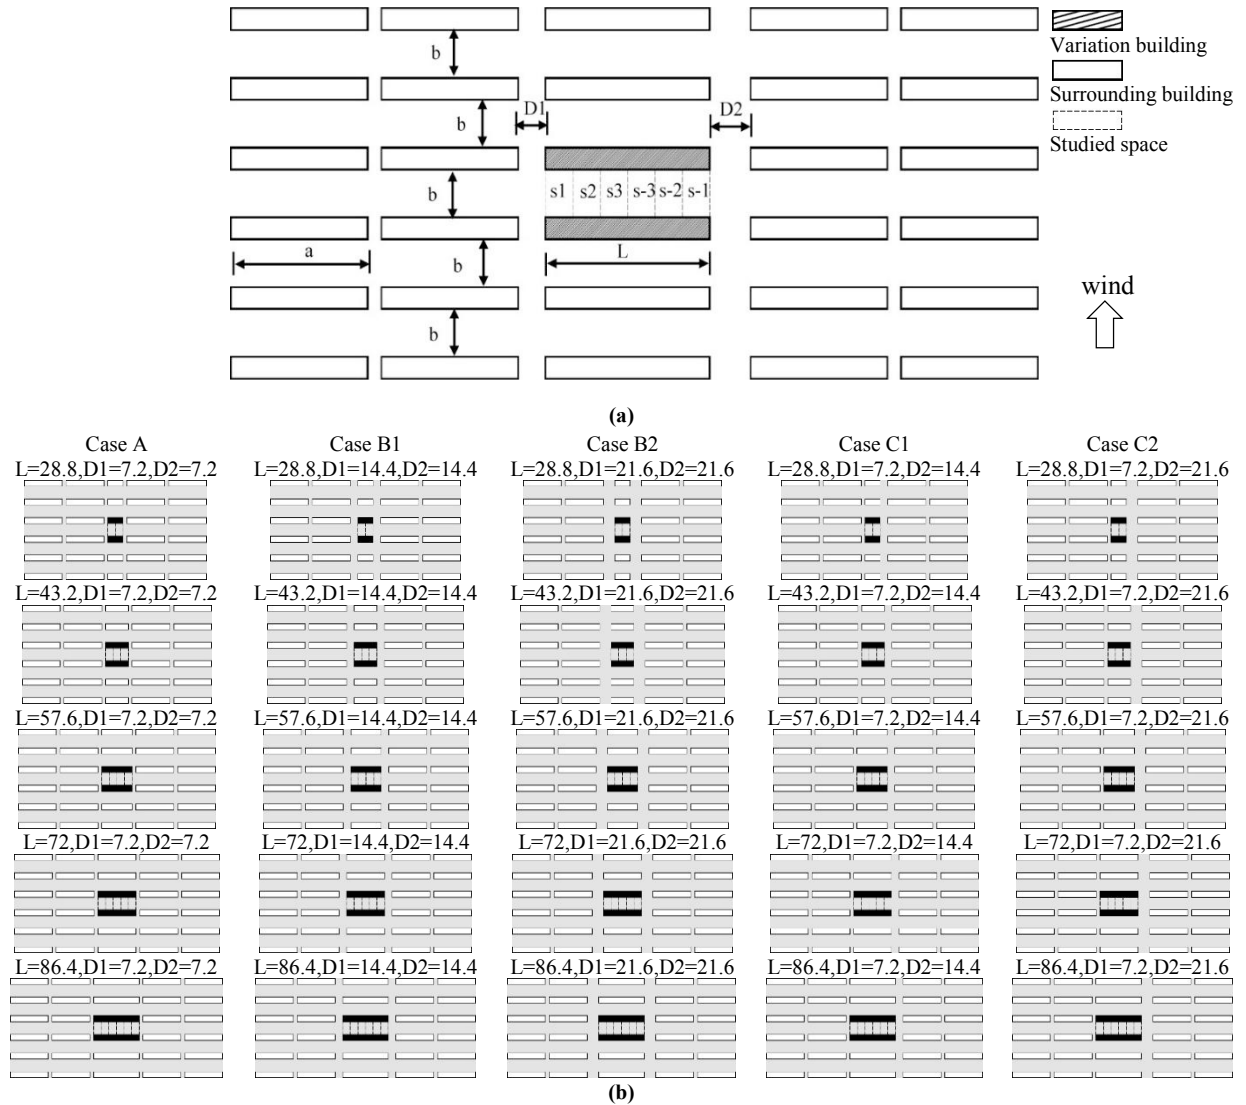 b
Variation building
Surrounding building
D1
D2
b
Studied space
b
s1 s2 s3 s-3 s-2 s-1
a
L
b
wind
b
(a)
Case A Case B1 Case B2 Case C1 Case C2
L=28.8,D1=7.2,D2=7.2 L=28.8,D1=14.4,D2=14.4 L=28.8,D1=21.6,D2=21.6 L=28.8,D1=7.2,D2=14.4 L=28.8,D1=7.2,D2=21.6
L=43.2,D1=7.2,D2=7.2 L=43.2,D1=14.4,D2=14.4 L=43.2,D1=21.6,D2=21.6 L=43.2,D1=7.2,D2=14.4 L=43.2,D1=7.2,D2=21.6
L=57.6,D1=7.2,D2=7.2 L=57.6,D1=14.4,D2=14.4 L=57.6,D1=21.6,D2=21.6 L=57.6,D1=7.2,D2=14.4 L=57.6,D1=7.2,D2=21.6
L=72,D1=7.2,D2=7.2 L=72,D1=14.4,D2=14.4 L=72,D1=21.6,D2=21.6 L=72,D1=7.2,D2=14.4 L=72,D1=7.2,D2=21.6
L=86.4,D1=7.2,D2=7.2 L=86.4,D1=14.4,D2=14.4 L=86.4,D1=21.6,D2=21.6 L=86.4,D1=7.2,D2=14.4 L=86.4,D1=7.2,D2=21.6
(b)